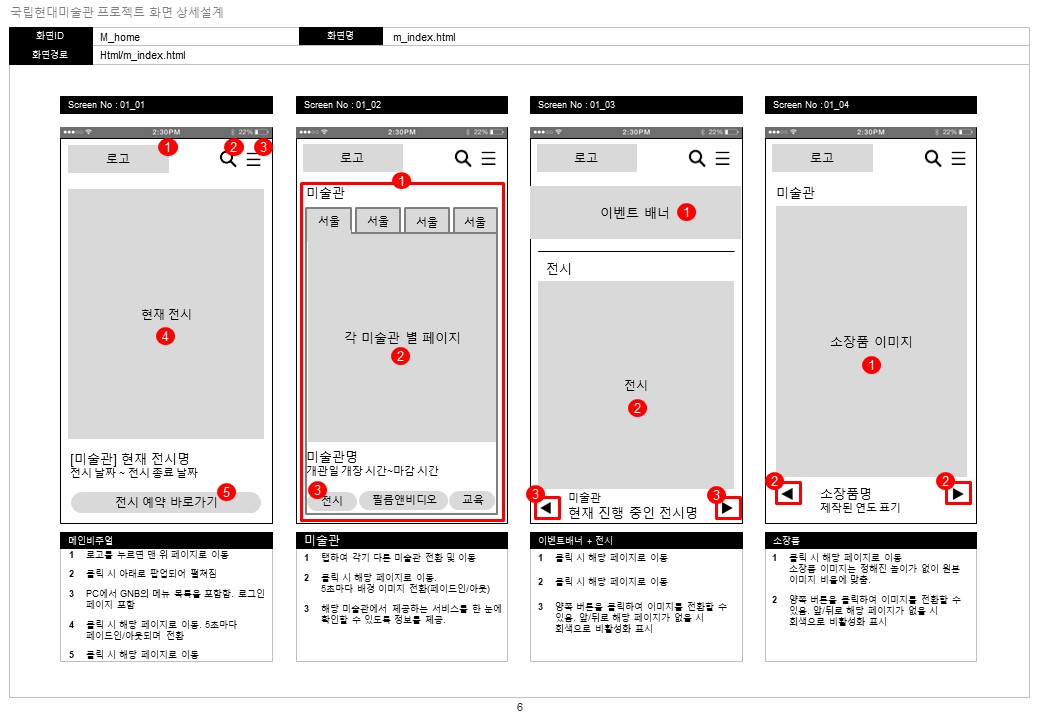 국립현대미술관 프로젝트 화면 상세설계
화면ID M_home 화면명 m_index.html
화면경로 Html/m_index.html
Screen No : 01_01
2:30PM 22%
로고 1 2 3
현재 전시
4
[미술관] 현재 전시명
전시 날짜 ~ 전시 종료 날짜
전시 예약 바로가기 5
메인비주얼
1 로고를 누르면 맨 위 페이지로 이동
2 클릭 시 아래로 팝업되어 펼쳐짐
3 PC에서 GNB의 메뉴 목록을 포함함. 로그인
페이지 포함
4 클릭 시 해당 페이지로 이동. 5초마다
페이드인/아웃되며 전환
5 클릭 시 해당 페이지로 이동
Screen No : 01_02
2:30PM 22%
로고
1
미술관
서울 서울 서울 서울
각 미술관 별 페이지
2
미술관명
개관일 개장 시간~마감 시간
3
전시 필름앤비디오 교육
미술관
1 탭하여 각기 다른 미술관 전환 및 이동
2 클릭 시 해당 페이지로 이동.
5초마다 배경 이미지 전환(페이드인/아웃)
3 해당 미술관에서 제공하는 서비스를 한 눈에
확인할 수 있도록 정보를 제공.
Screen No : 01_03
2:30PM 22%
로고
이벤트 배너 1
전시
전시
2
3 미술관 3
◀ 현재 진행 중인 전시명 ▶
이벤트배너 + 전시
1 클릭 시 해당 페이지로 이동
2 클릭 시 해당 페이지로 이동
3 양쪽 버튼을 클릭하여 이미지를 전환할 수
있음. 앞/뒤로 해당 페이지가 없을 시
회색으로 비활성화 표시
Screen No : 01_04
2:30PM 22%
로고
미술관
소장품 이미지
1
2 2
◀ 소장품명 ▶
제작된 연도 표기
소장품
1 클릭 시 해당 페이지로 이동
소장품 이미지는 정해진 높이가 없이 원본
이미지 비율에 맞춤.
2 양쪽 버튼을 클릭하여 이미지를 전환할 수
있음. 앞/뒤로 해당 페이지가 없을 시
회색으로 비활성화 표시
6